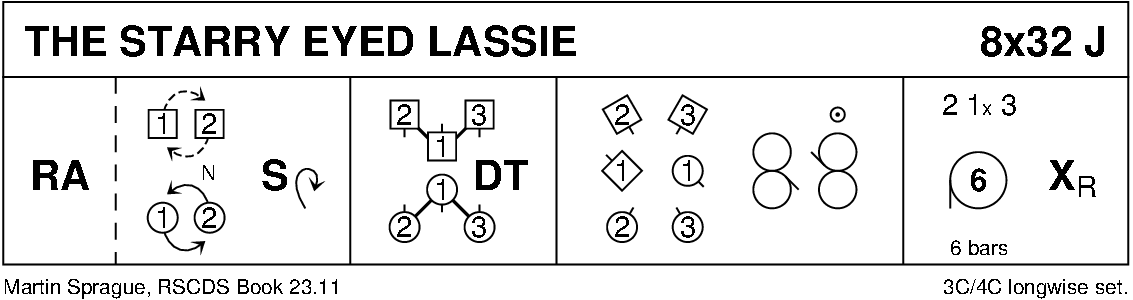 THE STARRY EYED LASSIE 8x32 J
RA
1 2
N
1 2
S
2 3
1
DT
1
2 3
2 3
1 1
2 3
2 1x 3
6
XR
6 bars
Martin Sprague, RSCDS Book 23.11 3C/4C longwise set.